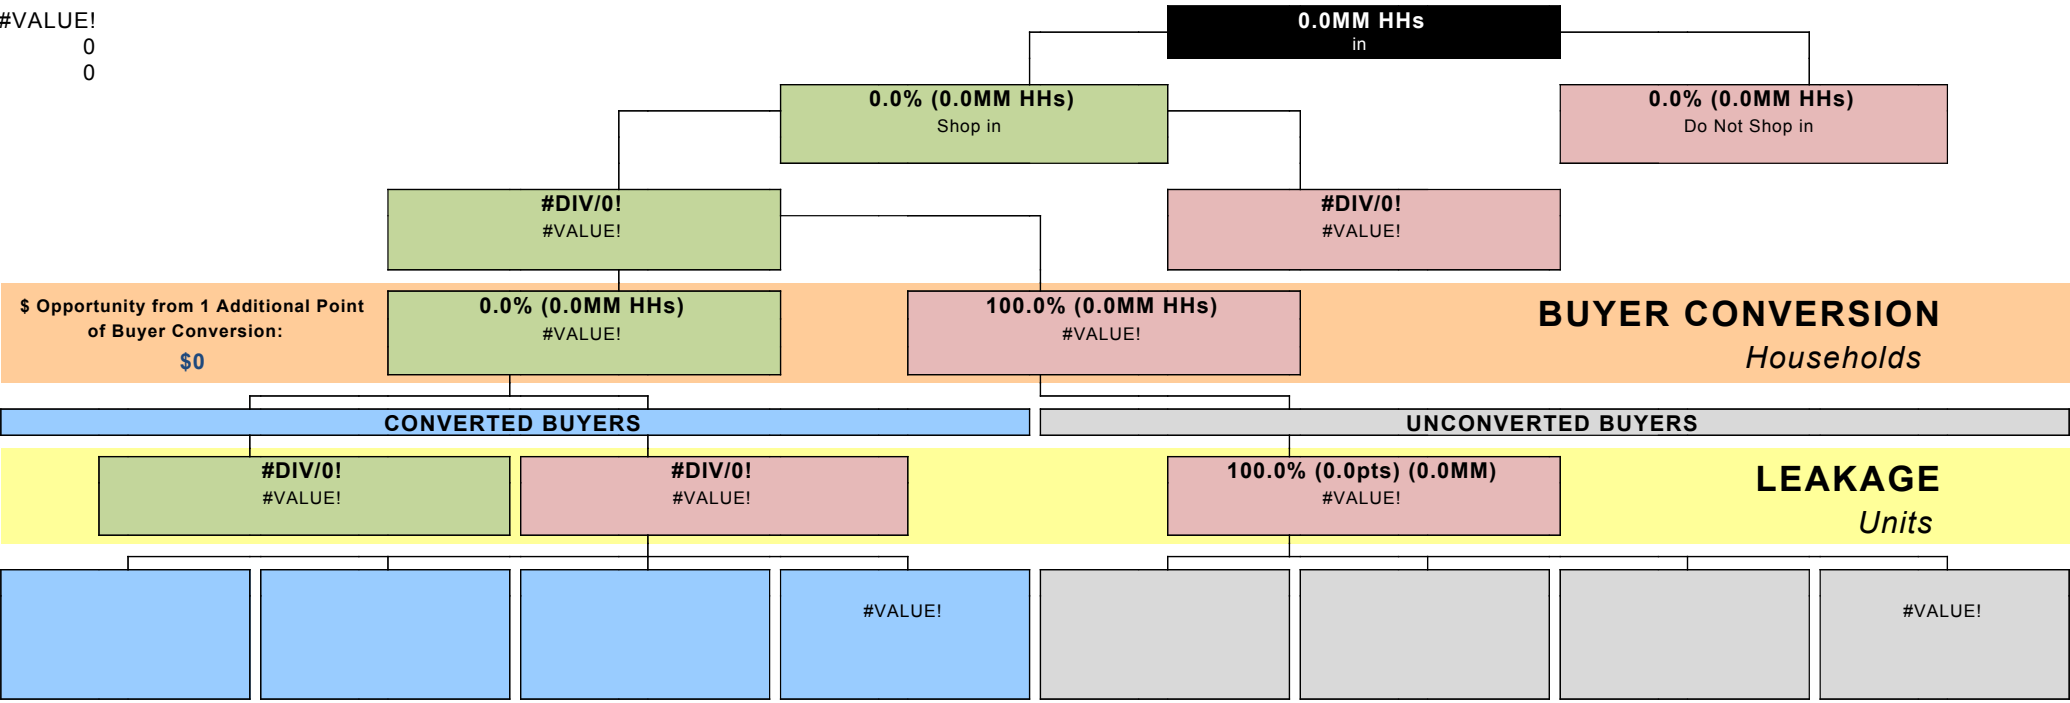 #VALUE!
0
0
0.0MM HHs
in
0.0% (0.0MM HHs)
Shop in
0.0% (0.0MM HHs)
Do Not Shop in
#DIV/0!
#VALUE!
#DIV/0!
#VALUE!
$ Opportunity from 1 Additional Point
of Buyer Conversion:
$0
0.0% (0.0MM HHs)
#VALUE!
100.0% (0.0MM HHs)
#VALUE!
BUYER CONVERSION
Households
CONVERTED BUYERS
UNCONVERTED BUYERS
#DIV/0!
#VALUE!
#DIV/0!
#VALUE!
100.0% (0.0pts) (0.0MM)
#VALUE!
LEAKAGE
Units
#VALUE!
#VALUE!